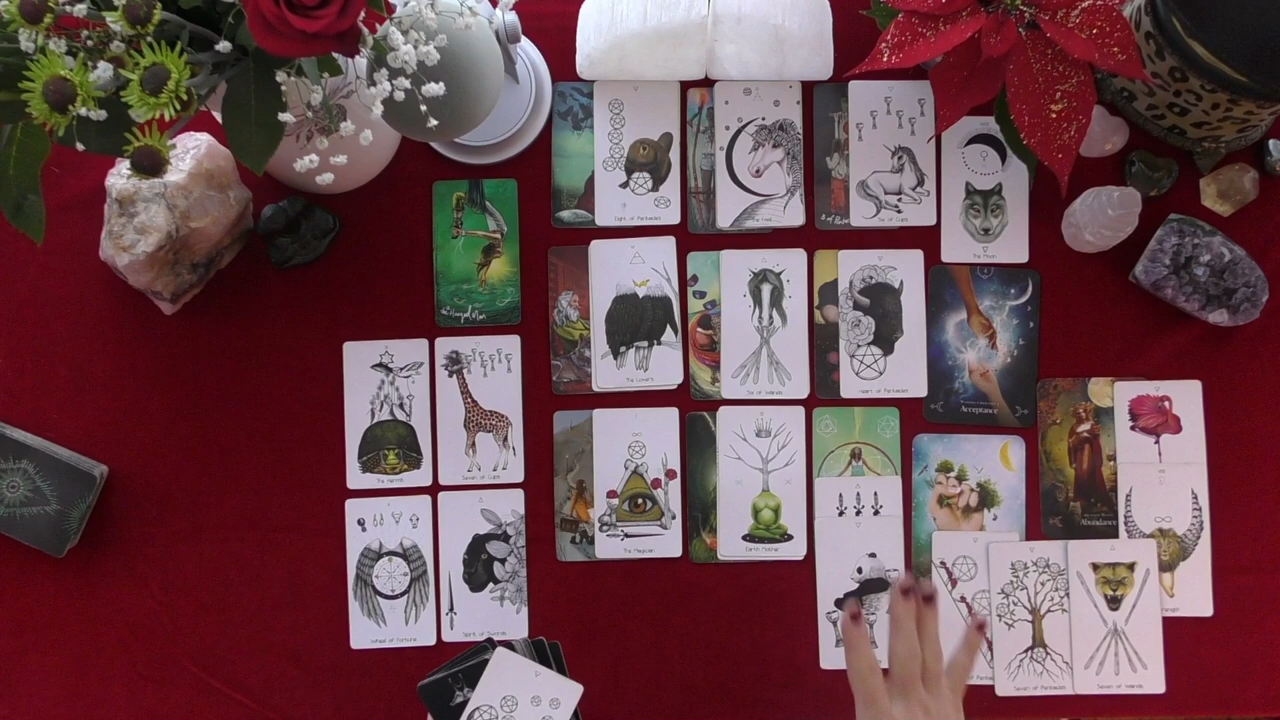 Eight of Pentacles
The Fool
Six of Cups
The Moon
The Hanged Man
The Lovers
Six of Wands
Heart of Pentacles
Acceptance
The Hermit
Seven of Cups
The Magician
Earth Mother
Abundance
Strength
Wheel of Fortune
Spirit of Swords
Seven of Pentacles
Seven of Wands